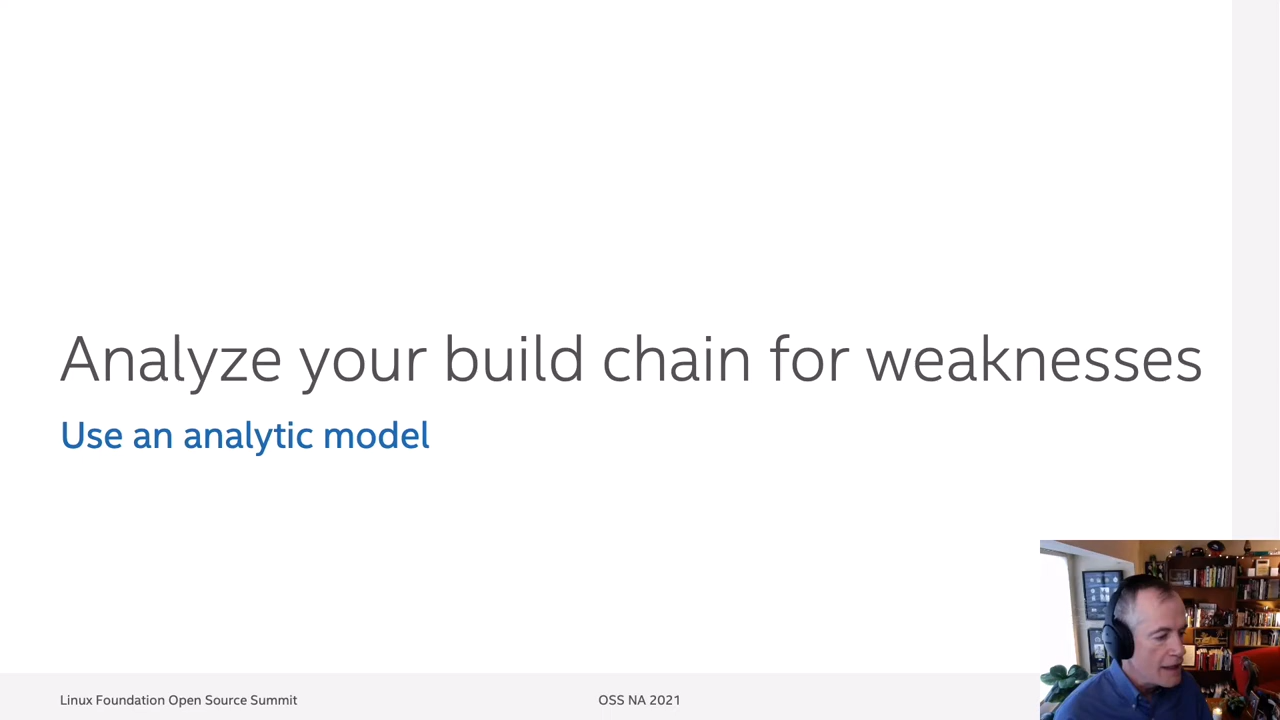 Analyze your build chain for weaknesses
Use an analytic model
Linux Foundation Open Source Summit
OSS NA 2021